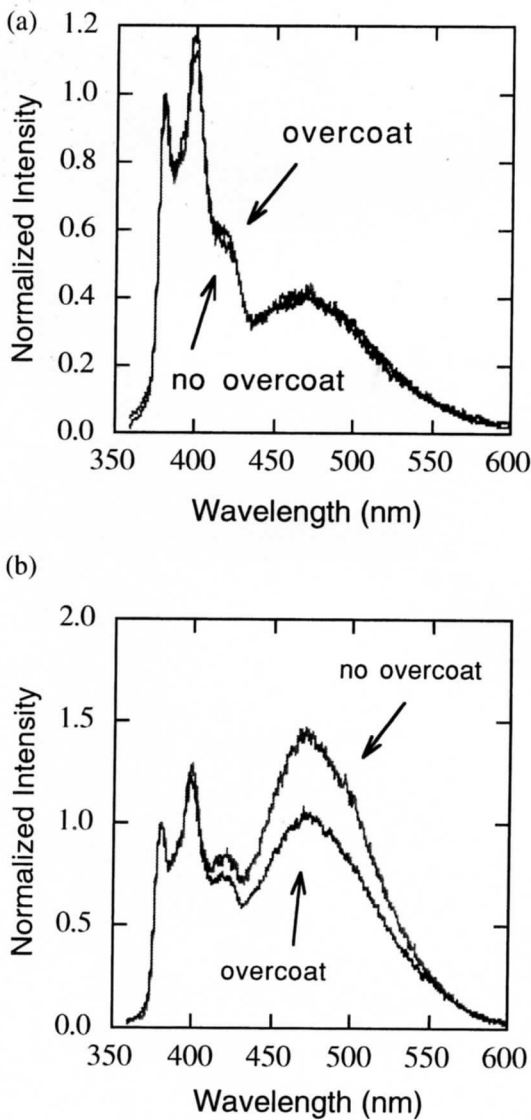 (a)
1.2
1.0
0.8
0.6
0.4
0.2
0.0
Normalized Intensity
overcoat
no overcoat
350 400 450 500 550 600
Wavelength (nm)
(b)
2.0
1.5
1.0
0.5
0.0
Normalized Intensity
no overcoat
overcoat
350 400 450 500 550 600
Wavelength (nm)